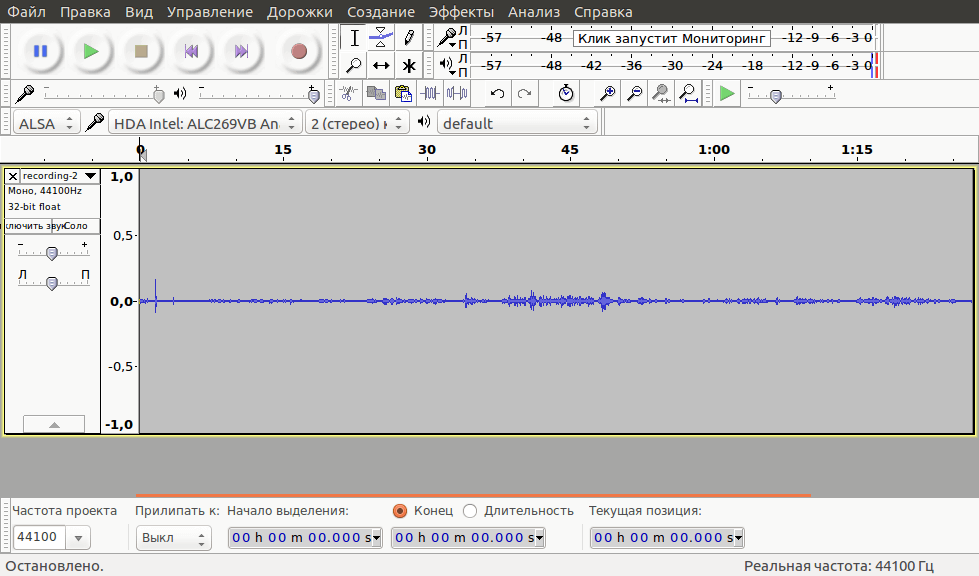 Файл Правка Вид Управление Дорожки Создание Эффекты Анализ Справка
Л П -57 -48 Клик запустит Мониторинг -12 -9 -6 -3 0
Л П -57 -48 -42 -36 -30 -24 -18 -12 -9 -6 -3 0
ALSA HDA Intel: ALC269VB An 2 (стерео) к default
0 15 30 45 1:00 1:15
recording-2
Моно, 44100Hz
32-bit float
ключить звук Соло
- +
Л П
1,0
0,5
0,0
-0,5
-1,0
Частота проекта Прилипать к: Начало выделения: Конец Длительность Текущая позиция:
44100 Выкл 00 h 00 m 00.000 s 00 h 00 m 00.000 s 00 h 00 m 00.000 s
Остановлено. Реальная частота: 44100 Гц